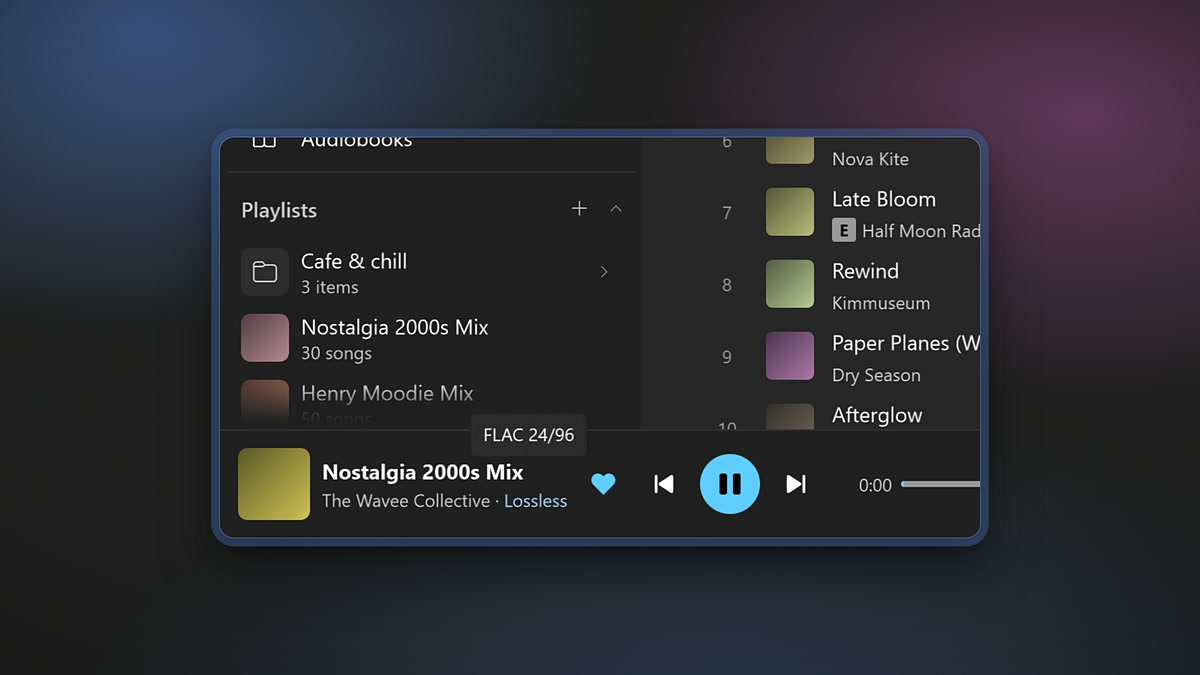 Audiobooks
Playlists
Cafe & chill
3 items
Nostalgia 2000s Mix
30 songs
Henry Moodie Mix
50 songs
6
Nova Kite
7
Late Bloom
E Half Moon Rad
8
Rewind
Kimmuseum
9
Paper Planes (W
Dry Season
10
Afterglow
FLAC 24/96
Nostalgia 2000s Mix
The Wavee Collective · Lossless
0:00